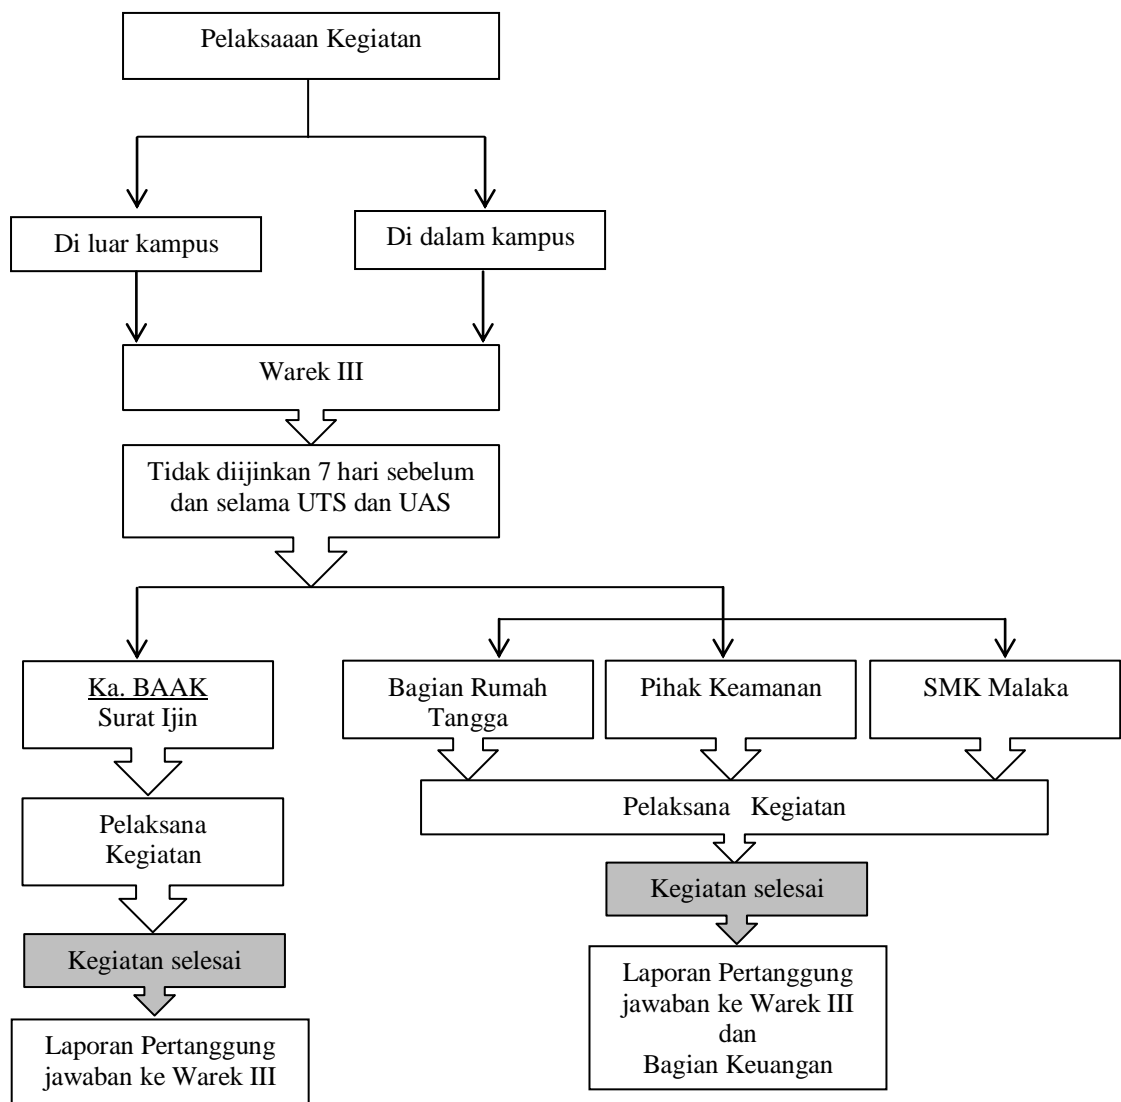 Pelaksaaan Kegiatan
Di luar kampus
Di dalam kampus
Warek III
Tidak diijinkan 7 hari sebelum
dan selama UTS dan UAS
Ka. BAAK
Surat Ijin
Bagian Rumah
Tangga
Pihak Keamanan
SMK Malaka
Pelaksana
Kegiatan
Pelaksana Kegiatan
Kegiatan selesai
Kegiatan selesai
Laporan Pertanggung
jawaban ke Warek III
Laporan Pertanggung
jawaban ke Warek III
dan
Bagian Keuangan